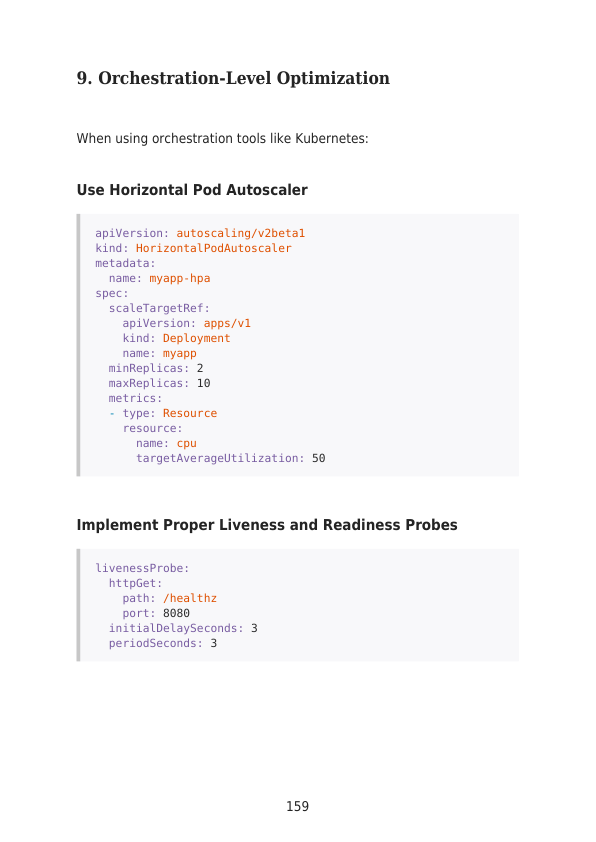 9. Orchestration-Level Optimization
When using orchestration tools like Kubernetes:
Use Horizontal Pod Autoscaler
apiVersion: autoscaling/v2beta1
kind: HorizontalPodAutoscaler
metadata:
  name: myapp-hpa
spec:
  scaleTargetRef:
    apiVersion: apps/v1
    kind: Deployment
    name: myapp
  minReplicas: 2
  maxReplicas: 10
  metrics:
  - type: Resource
    resource:
      name: cpu
      targetAverageUtilization: 50
Implement Proper Liveness and Readiness Probes
livenessProbe:
  httpGet:
    path: /healthz
    port: 8080
  initialDelaySeconds: 3
  periodSeconds: 3
159